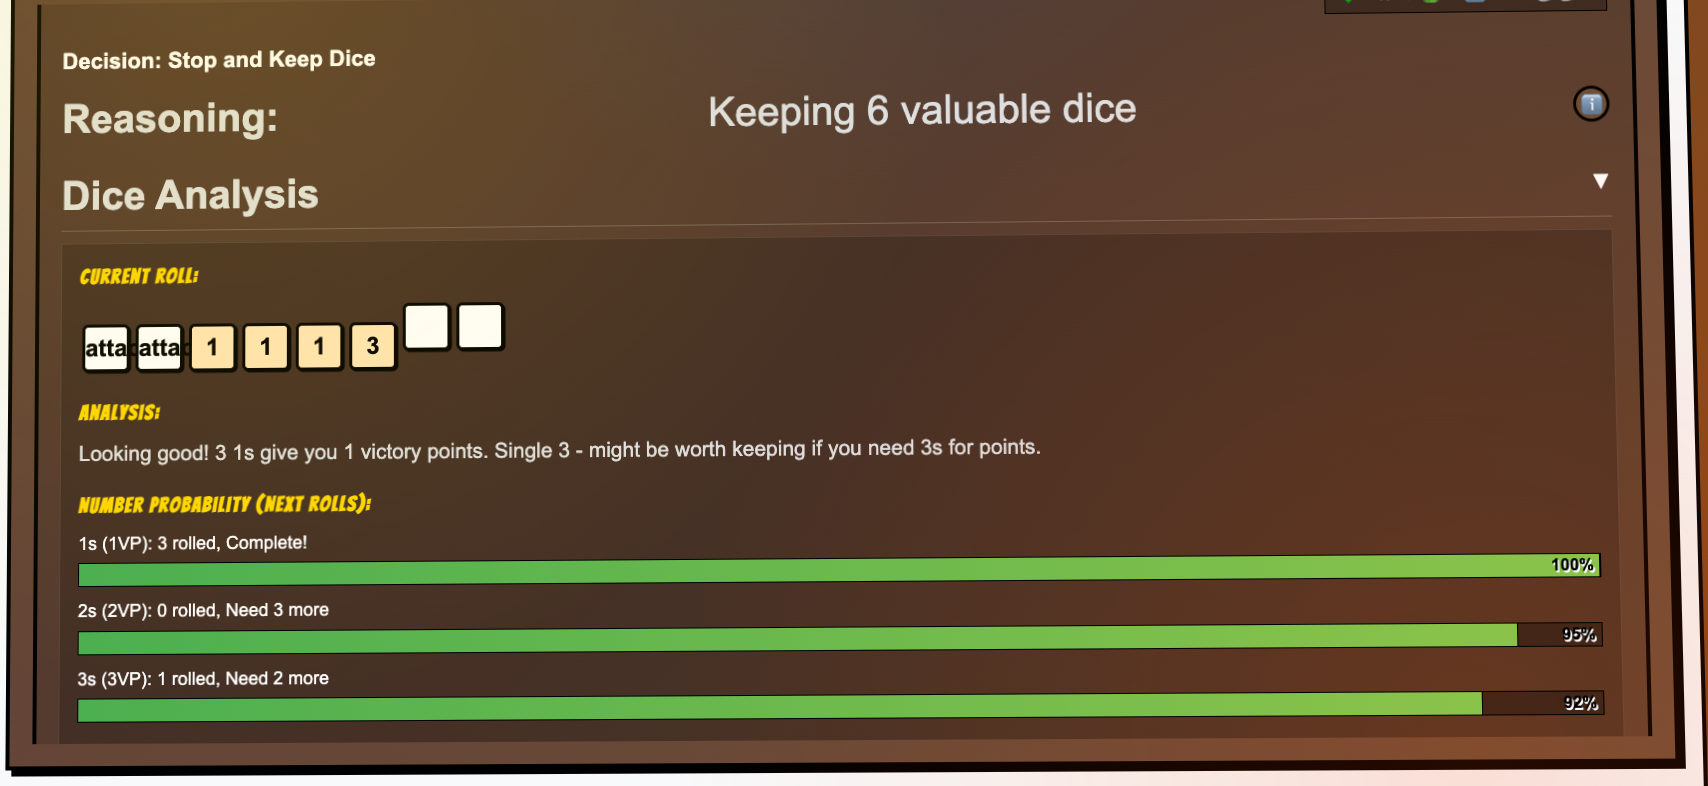 Decision: Stop and Keep Dice
Reasoning:
Keeping 6 valuable dice
Dice Analysis
CURRENT ROLL:
atta atta 1 1 1 3
ANALYSIS:
Looking good! 3 1s give you 1 victory points. Single 3 - might be worth keeping if you need 3s for points.
NUMBER PROBABILITY (NEXT ROLLS):
1s (1VP): 3 rolled, Complete!
100%
2s (2VP): 0 rolled, Need 3 more
95%
3s (3VP): 1 rolled, Need 2 more
92%